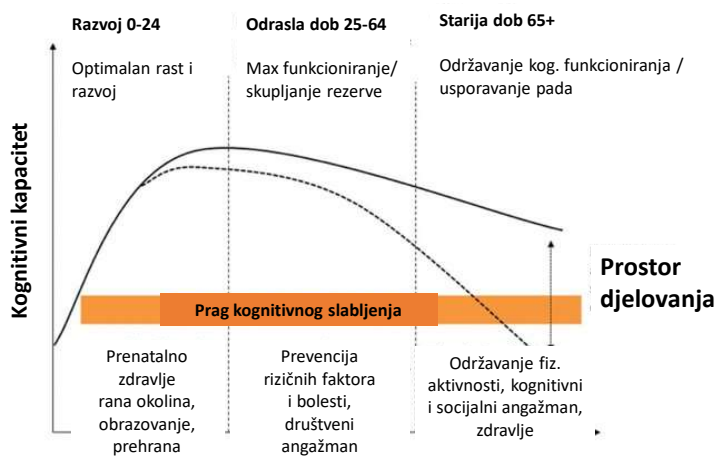 Razvoj 0-24
Odrasla dob 25-64
Starija dob 65+
Optimalan rast i
razvoj
Max funkcioniranje/
skupljanje rezerve
Održavanje kog. funkcioniranja /
usporavanje pada
Kognitivni kapacitet
Prostor
djelovanja
Prag kognitivnog slabljenja
Prenatalno
zdravlje
rana okolina,
obrazovanje,
prehrana
Prevencija
rizičnih faktora
i bolesti,
društveni
angažman
Održavanje fiz.
aktivnosti, kognitivni
i socijalni angažman,
zdravlje